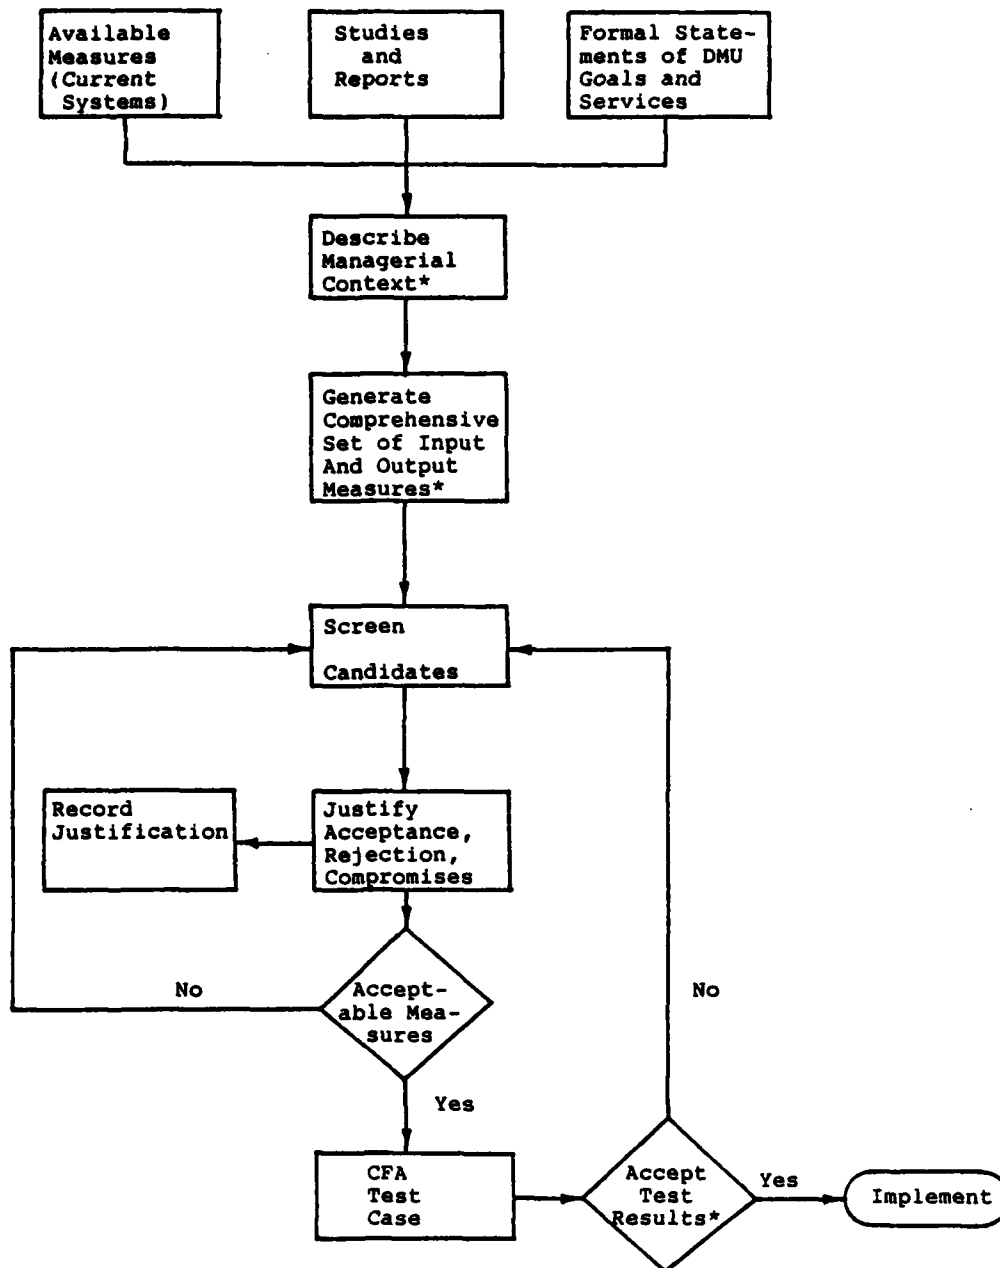 Available
Measures
(Current
Systems)
Studies
and
Reports
Formal State-
ments of DMU
Goals and
Services
Describe
Managerial
Context*
Generate
Comprehensive
Set of Input
And Output
Measures*
Screen
Candidates
Record
Justification
Justify
Acceptance,
Rejection,
Compromises
No
Accept-
able Mea-
sures
No
Yes
CFA
Test
Case
Accept
Test
Results*
Yes
Implement